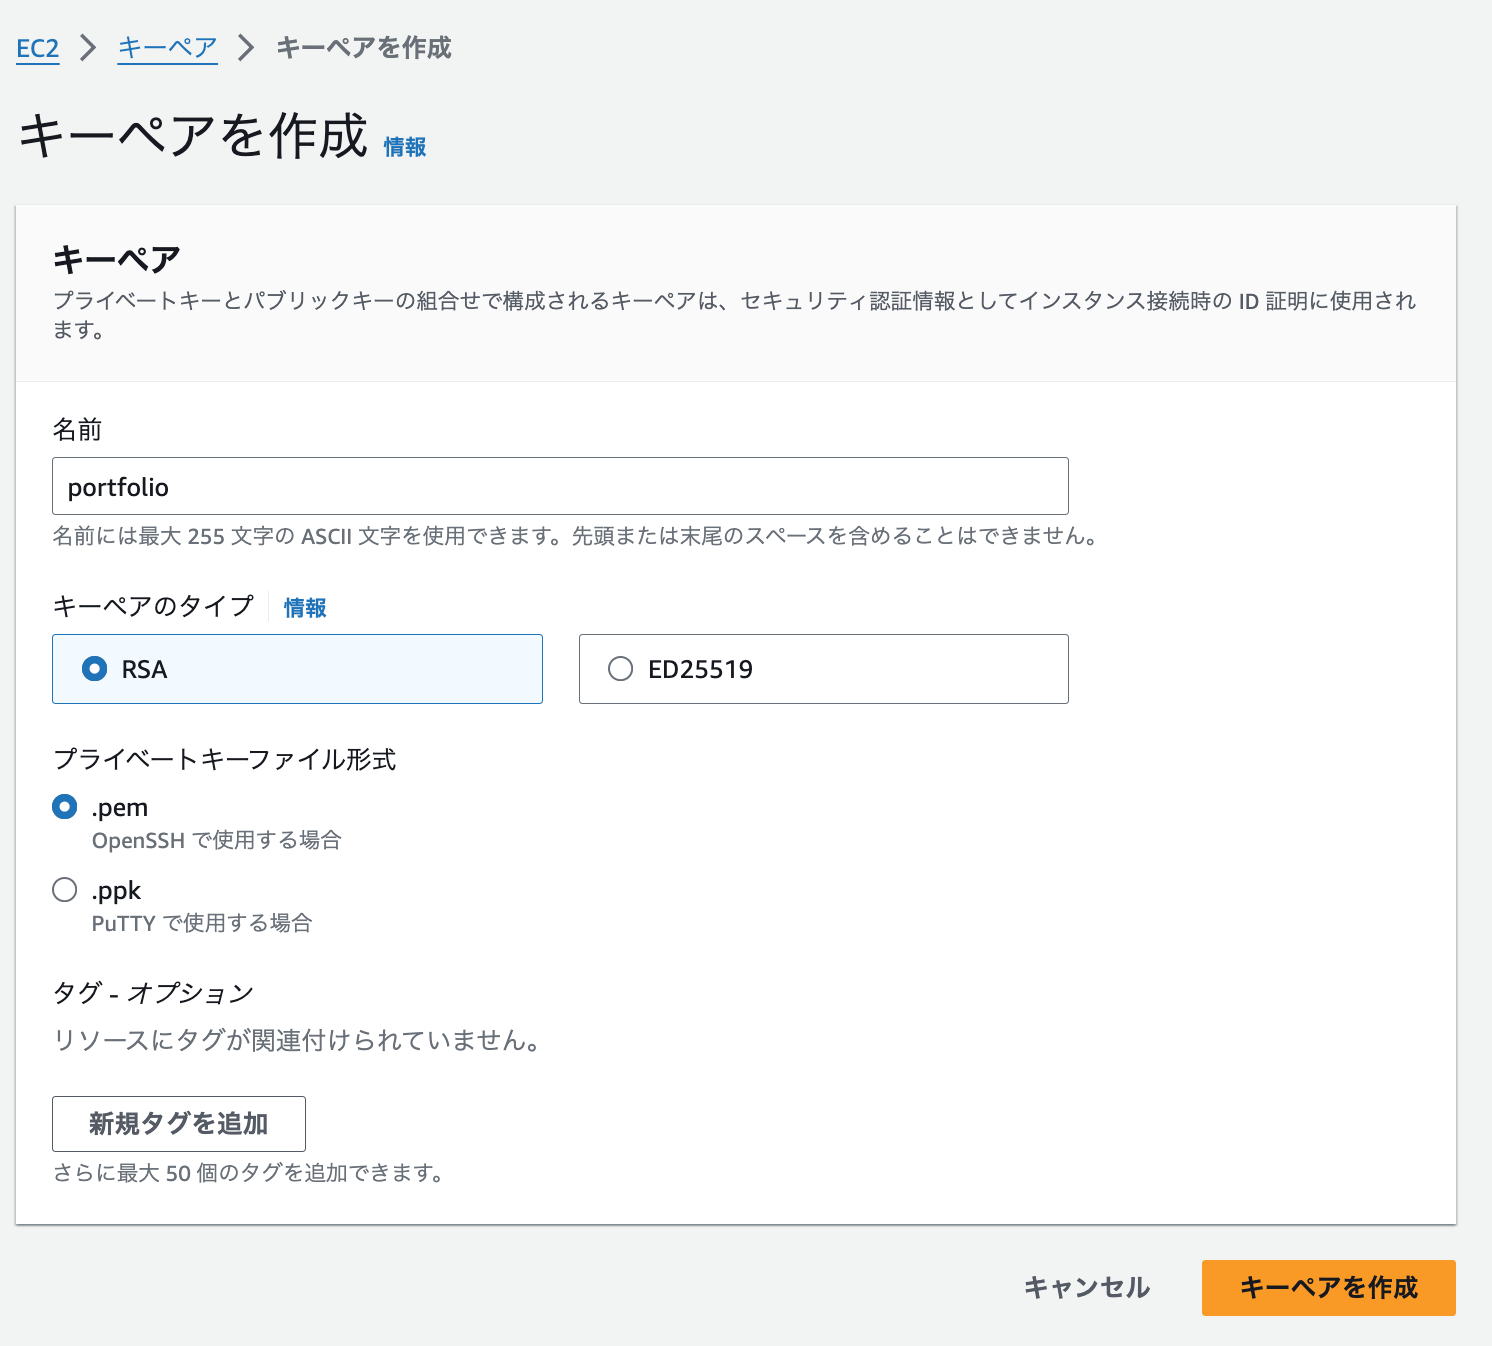 EC2 > キーペア > キーペアを作成
キーペアを作成 情報
キーペア
プライベートキーとパブリックキーの組合せで構成されるキーペアは、セキュリティ認証情報としてインスタンス接続時の ID 証明に使用され
ます。
名前
portfolio
名前には最大 255 文字の ASCII 文字を使用できます。先頭または末尾のスペースを含めることはできません。
キーペアのタイプ 情報
RSA ED25519
プライベートキーファイル形式
.pem
OpenSSH で使用する場合
.ppk
PuTTY で使用する場合
タグ - オプション
リソースにタグが関連付けられていません。
新規タグを追加
さらに最大 50 個のタグを追加できます。
キャンセル キーペアを作成